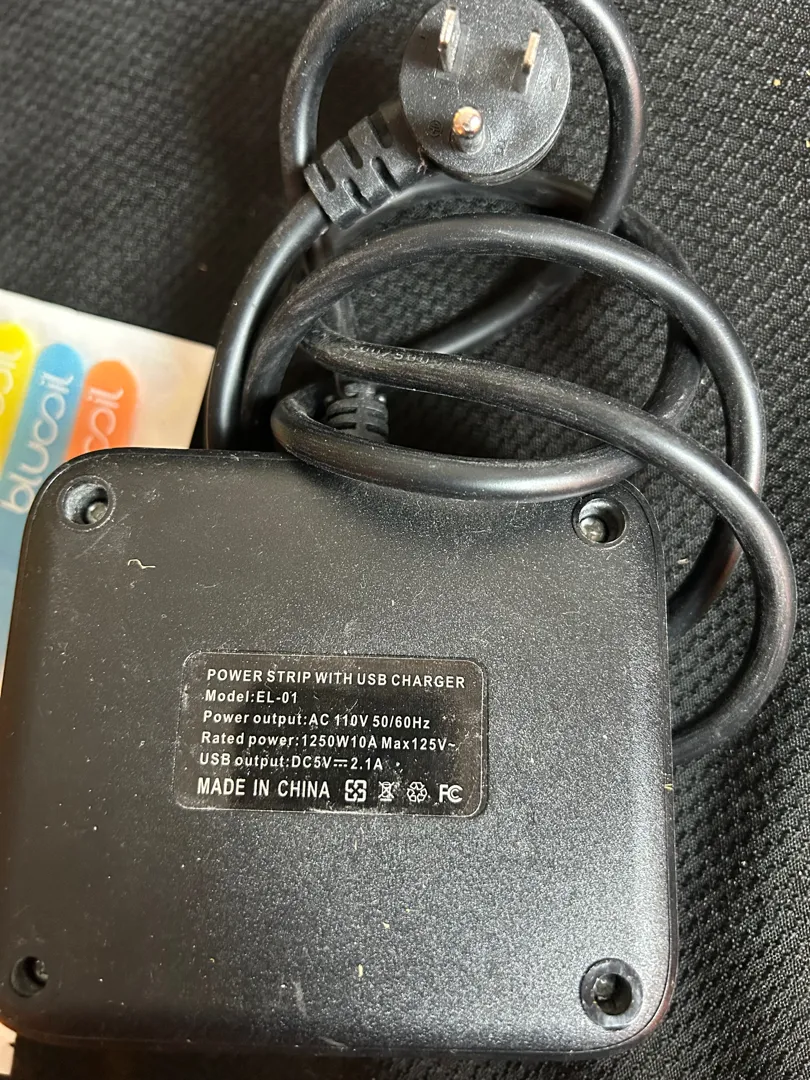 blucoil
POWER STRIP WITH USB CHARGER
Model:EL-01
Power output:AC 110V 50/60Hz
Rated power:1250W10A Max125V~
USB output:DC5V⎓2.1A
MADE IN CHINA FC